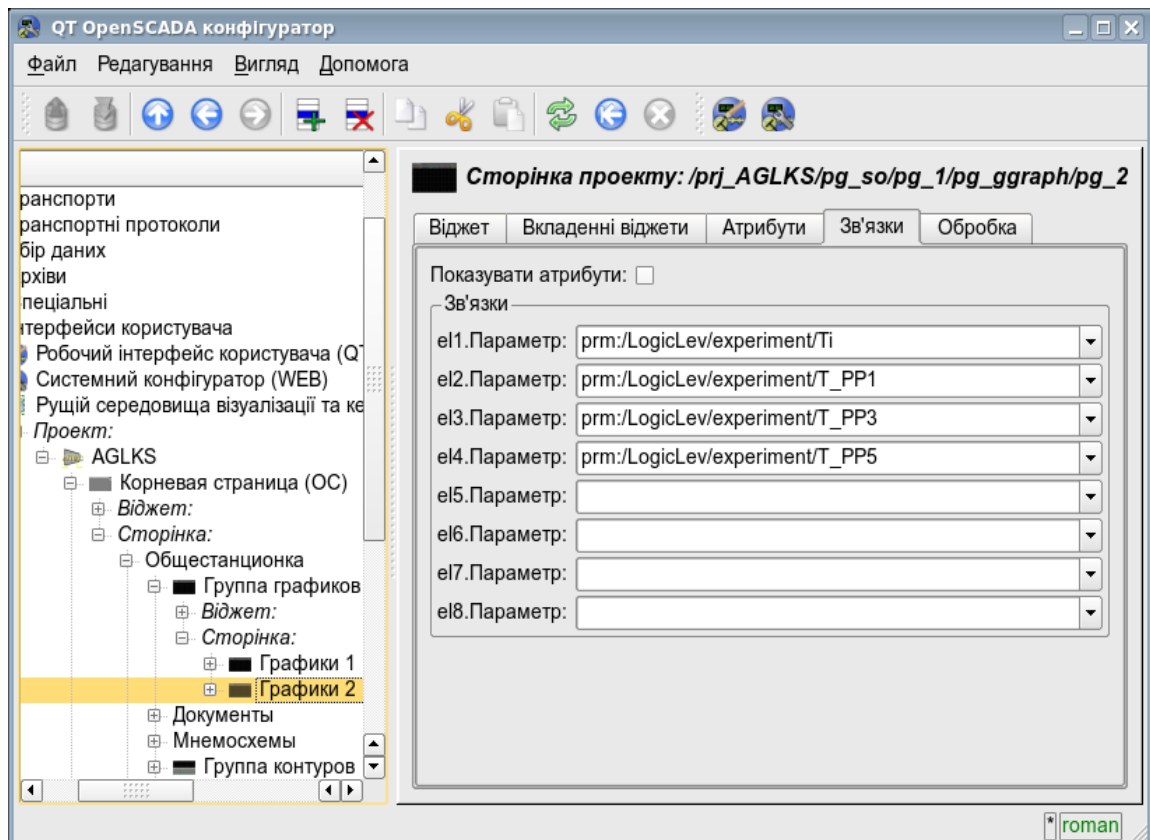 QT OpenSCADA конфігуратор
Файл Редагування Вигляд Допомога
ранспорти
ранспортні протоколи
бір даних
рхіви
пеціальні
нтерфейси користувача
Робочий інтерфейс користувача (QT
Системний конфігуратор (WEB)
Рущій середовища візуалізації та ке
Проект:
AGLKS
Корневая страница (ОС)
Віджет:
Сторінка:
Общестанционка
Группа графиков
Віджет:
Сторінка:
Графики 1
Графики 2
Документы
Мнемосхемы
Группа контуров
Сторінка проекту: /prj_AGLKS/pg_so/pg_1/pg_ggraph/pg_2
Віджет Вкладенні віджети Атрибути Зв'язки Обробка
Показувати атрибути:
Зв'язки
el1.Параметр: prm:/LogicLev/experiment/Ti
el2.Параметр: prm:/LogicLev/experiment/T_PP1
el3.Параметр: prm:/LogicLev/experiment/T_PP3
el4.Параметр: prm:/LogicLev/experiment/T_PP5
el5.Параметр:
el6.Параметр:
el7.Параметр:
el8.Параметр:
* roman